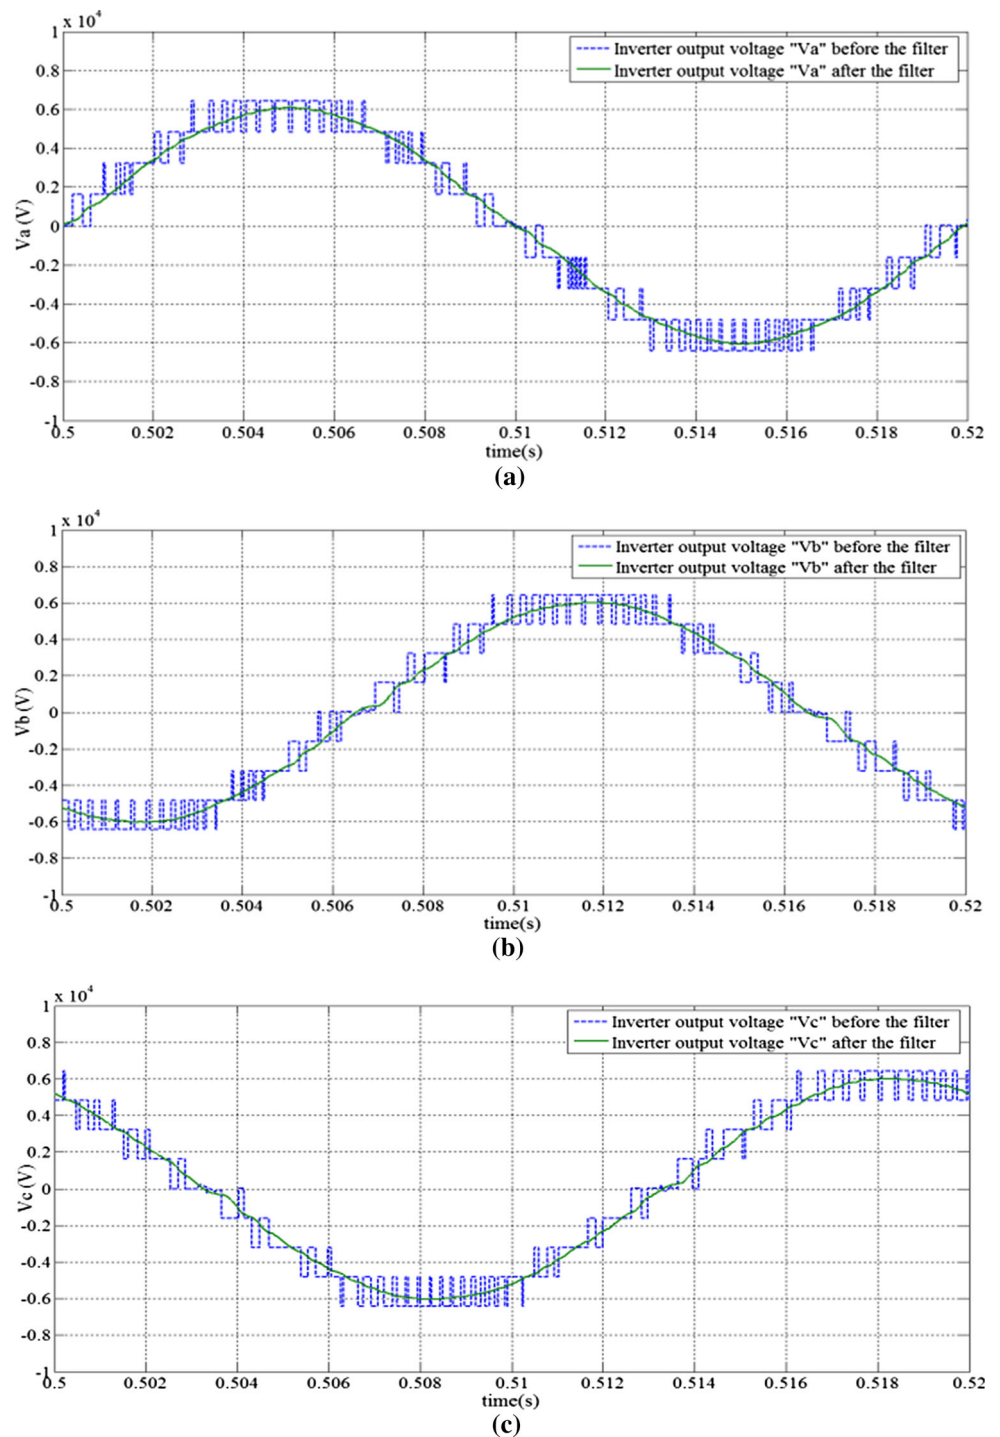 1 x 10^4
0.8
0.6
0.4
0.2
0
-0.2
-0.4
-0.6
-0.8
-1
Va (V)
Inverter output voltage "Va" before the filter
Inverter output voltage "Va" after the filter
0.5 0.502 0.504 0.506 0.508 0.51 0.512 0.514 0.516 0.518 0.52
time(s)
(a)
1 x 10^4
0.8
0.6
0.4
0.2
0
-0.2
-0.4
-0.6
-0.8
-1
Vb (V)
Inverter output voltage "Vb" before the filter
Inverter output voltage "Vb" after the filter
0.5 0.502 0.504 0.506 0.508 0.51 0.512 0.514 0.516 0.518 0.52
time(s)
(b)
1 x 10^4
0.8
0.6
0.4
0.2
0
-0.2
-0.4
-0.6
-0.8
-1
Vc (V)
Inverter output voltage "Vc" before the filter
Inverter output voltage "Vc" after the filter
0.5 0.502 0.504 0.506 0.508 0.51 0.512 0.514 0.516 0.518 0.52
time(s)
(c)